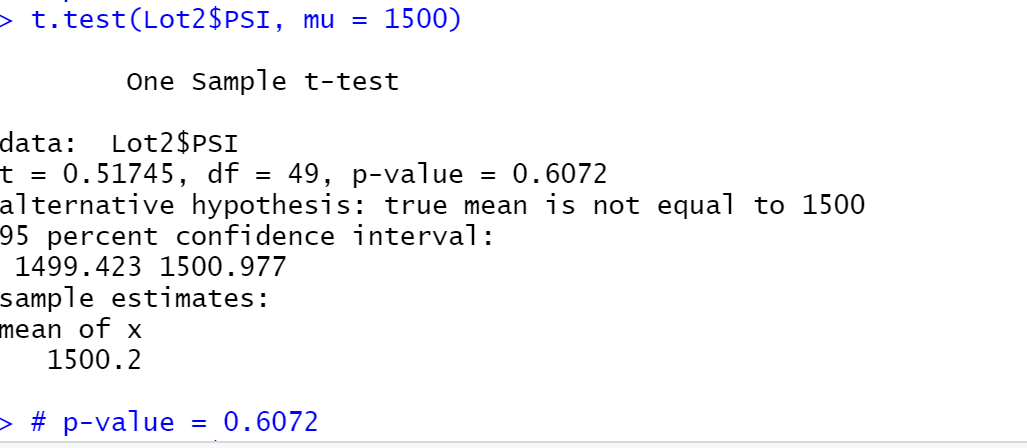 > t.test(Lot2$PSI, mu = 1500)
One Sample t-test
data:  Lot2$PSI
t = 0.51745, df = 49, p-value = 0.6072
alternative hypothesis: true mean is not equal to 1500
95 percent confidence interval:
1499.423 1500.977
sample estimates:
mean of x
1500.2
> # p-value = 0.6072